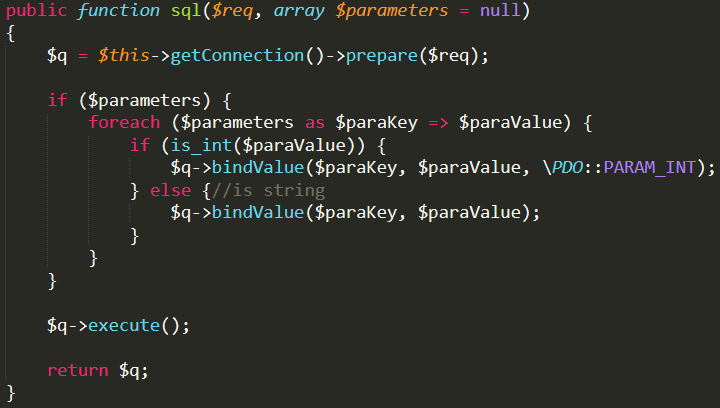 public function sql($req, array $parameters = null)
{
    $q = $this->getConnection()->prepare($req);

    if ($parameters) {
        foreach ($parameters as $paraKey => $paraValue) {
            if (is_int($paraValue)) {
                $q->bindValue($paraKey, $paraValue, \PDO::PARAM_INT);
            } else {//is string
                $q->bindValue($paraKey, $paraValue);
            }
        }
    }

    $q->execute();

    return $q;
}